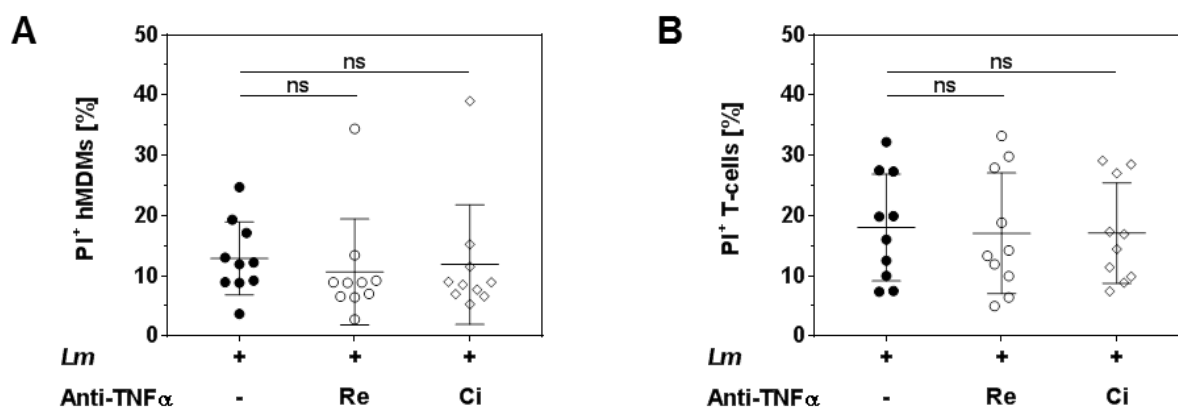 A
PI+ hMDMs [%]
50
40
30
20
10
0
ns
ns
Lm + + +
Anti-TNFα - Re Ci
B
PI+ T-cells [%]
50
40
30
20
10
0
ns
ns
+ + +
- Re Ci
Lm
Anti-TNFα